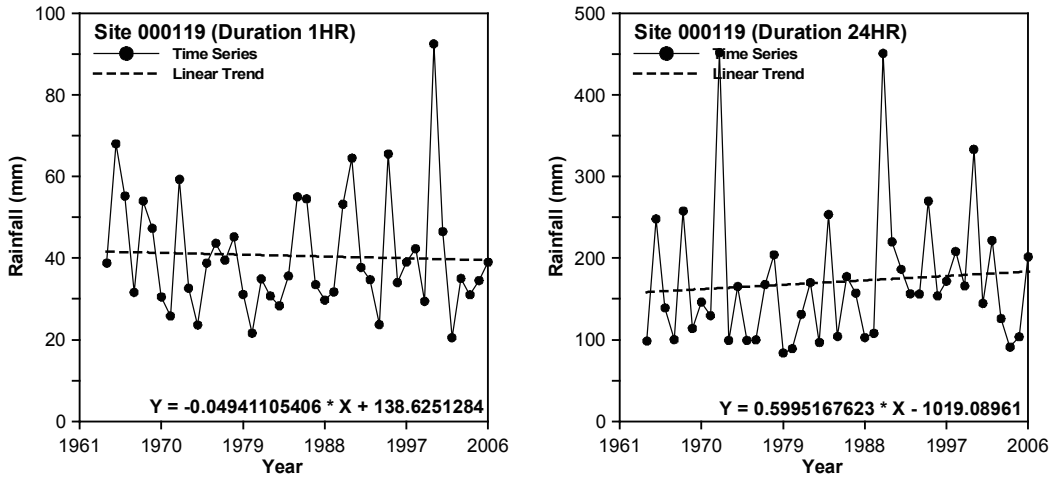 Site 000119 (Duration 1HR)
Time Series
Linear Trend
100
80
60
40
20
0
Rainfall (mm)
Y = -0.04941105406 * X + 138.6251284
1961 1970 1979 1988 1997 2006
Year
Site 000119 (Duration 24HR)
Time Series
Linear Trend
500
400
300
200
100
0
Rainfall (mm)
Y = 0.5995167623 * X - 1019.08961
1961 1970 1979 1988 1997 2006
Year